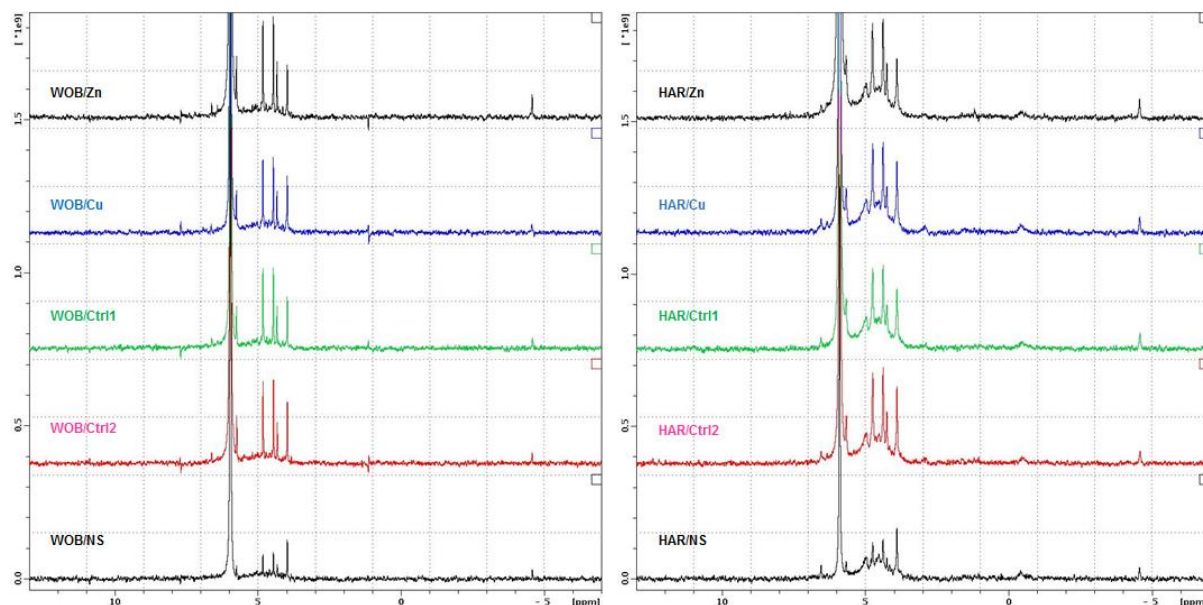 [ *1e9]
1.5
1.0
0.5
0.0
WOB/Zn
WOB/Cu
WOB/Ctrl1
WOB/Ctrl2
WOB/NS
10
5
0
- 5
[ppm]
[ *1e9]
1.5
1.0
0.5
0.0
HAR/Zn
HAR/Cu
HAR/Ctrl1
HAR/Ctrl2
HAR/NS
10
5
0
- 5
[ppm]